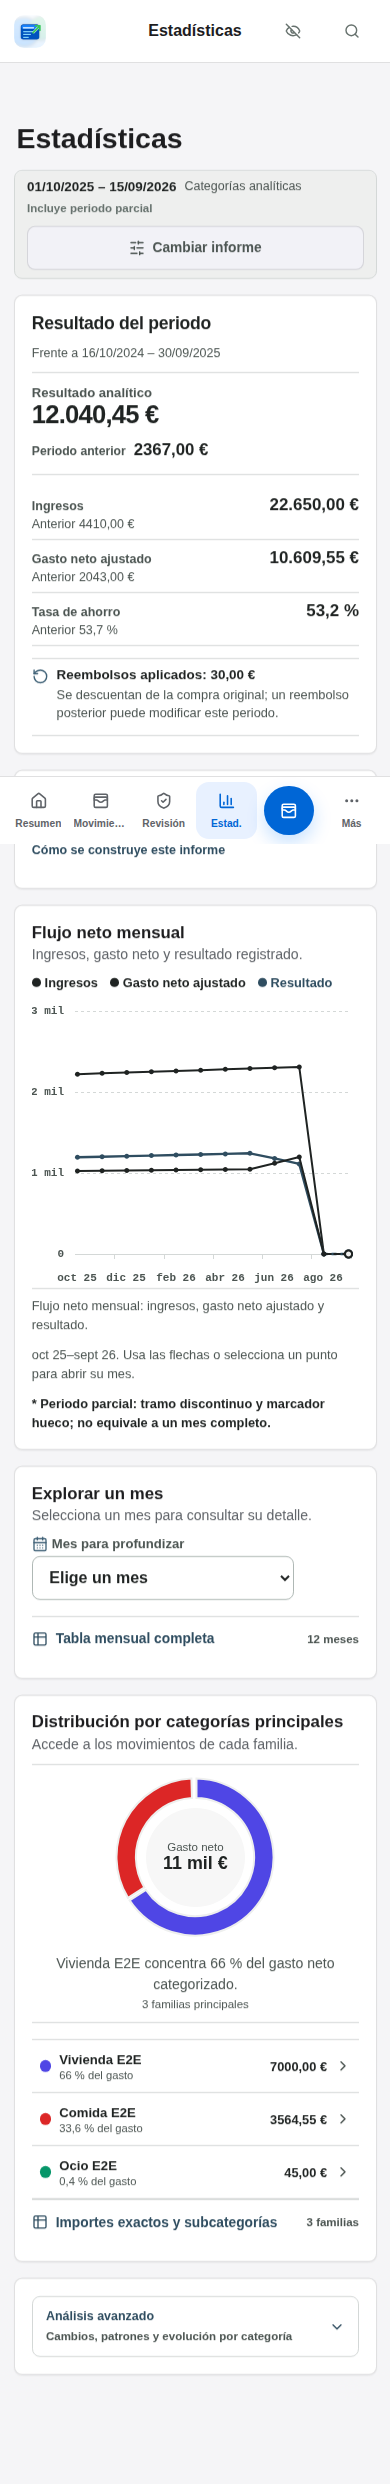 Estadísticas
Estadísticas
01/10/2025 – 15/09/2026 Categorías analíticas
Incluye periodo parcial
Cambiar informe
Resultado del periodo
Frente a 16/10/2024 – 30/09/2025
Resultado analítico
12.040,45 €
Periodo anterior 2367,00 €
Ingresos 22.650,00 €
Anterior 4410,00 €
Gasto neto ajustado 10.609,55 €
Anterior 2043,00 €
Tasa de ahorro 53,2 %
Anterior 53,7 %
Reembolsos aplicados: 30,00 €
Se descuentan de la compra original; un reembolso
posterior puede modificar este periodo.
Resumen Movimie... Revisión Estad. Más
Cómo se construye este informe
Flujo neto mensual
Ingresos, gasto neto y resultado registrado.
Ingresos Gasto neto ajustado Resultado
3 mil
2 mil
1 mil
0
oct 25 dic 25 feb 26 abr 26 jun 26 ago 26
Flujo neto mensual: ingresos, gasto neto ajustado y
resultado.
oct 25–sept 26. Usa las flechas o selecciona un punto
para abrir su mes.
* Periodo parcial: tramo discontinuo y marcador
hueco; no equivale a un mes completo.
Explorar un mes
Selecciona un mes para consultar su detalle.
Mes para profundizar
Elige un mes
Tabla mensual completa 12 meses
Distribución por categorías principales
Accede a los movimientos de cada familia.
Gasto neto
11 mil €
Vivienda E2E concentra 66 % del gasto neto
categorizado.
3 familias principales
Vivienda E2E 7000,00 €
66 % del gasto
Comida E2E 3564,55 €
33,6 % del gasto
Ocio E2E 45,00 €
0,4 % del gasto
Importes exactos y subcategorías 3 familias
Análisis avanzado
Cambios, patrones y evolución por categoría